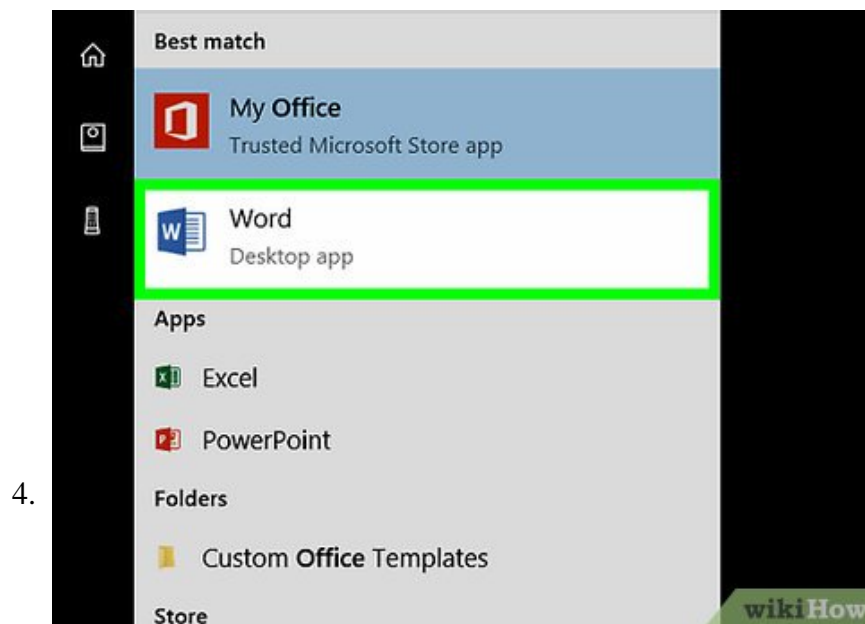 Best match
My Office
Trusted Microsoft Store app
Word
Desktop app
Apps
Excel
PowerPoint
4.
Folders
Custom Office Templates
Store
wikiHow